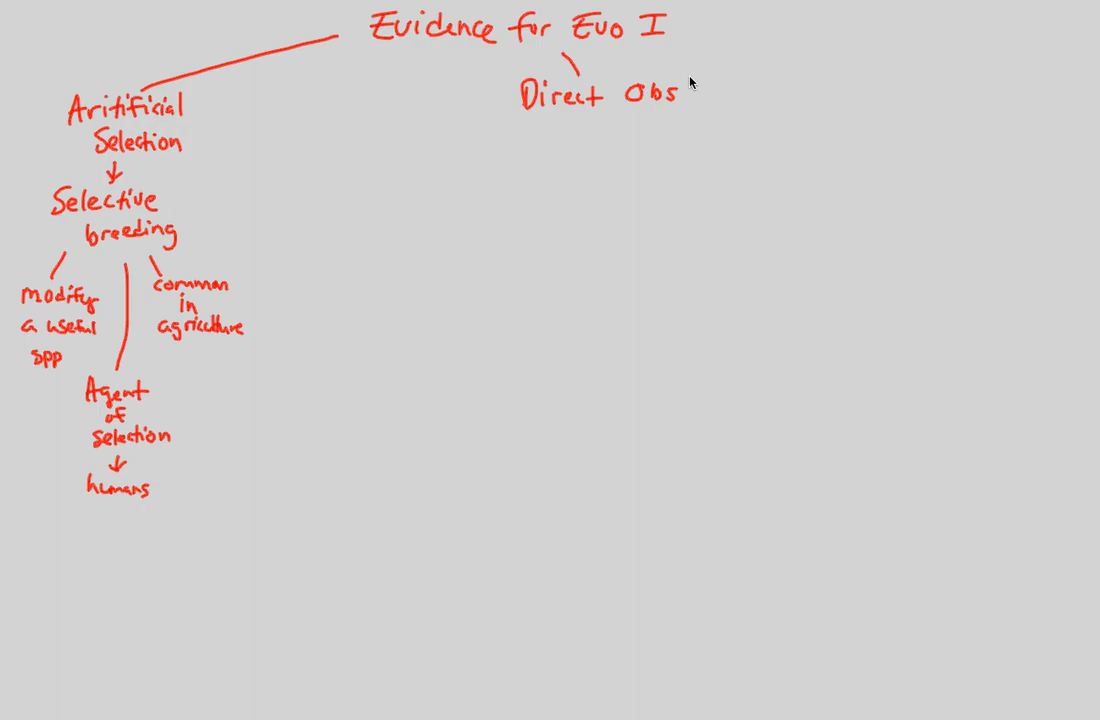 Evidence for Evo I
Direct Obs
Aritificial
Selection
↓
Selective
breeding
modify
a useful
spp
common
in
agriculture
Agent
of
selection
↓
humans